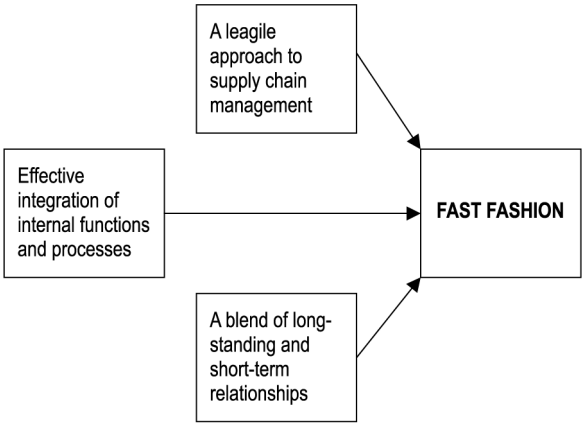 A leagile
approach to
supply chain
management
Effective
integration of
internal functions
and processes
FAST FASHION
A blend of long-
standing and
short-term
relationships